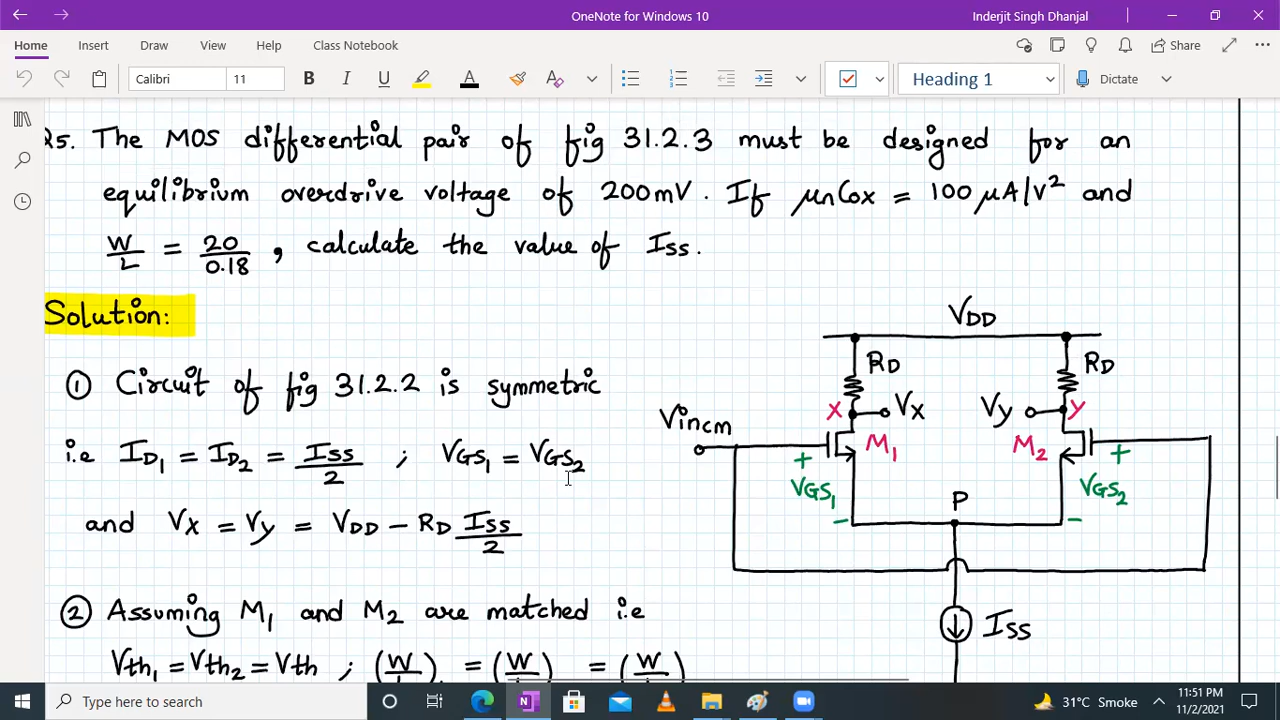 OneNote for Windows 10
Inderjit Singh Dhanjal
Home Insert Draw View Help Class Notebook
Share
Calibri 11 B I U A Heading 1 Dictate
25. The MOS differential pair of fig 31.2.3 must be designed for an
equilibrium overdrive voltage of 200mV. If μnCox = 100 μA/V² and
W/L = 20/0.18, calculate the value of Iss.
Solution:
① Circuit of fig 31.2.2 is symmetric
i.e ID1 = ID2 = Iss/2 ; VGS1 = VGS2
and Vx = Vy = VDD - RD Iss/2
② Assuming M1 and M2 are matched i.e
Vth1 = Vth2 = Vth ; (W/L) = (W/L) = (W/L)
VDD
RD RD
X Vx Vy Y
Vincm
M1 M2
+ +
VGS1 VGS2
- P -
Iss
Type here to search
31°C Smoke
11:51 PM
11/2/2021